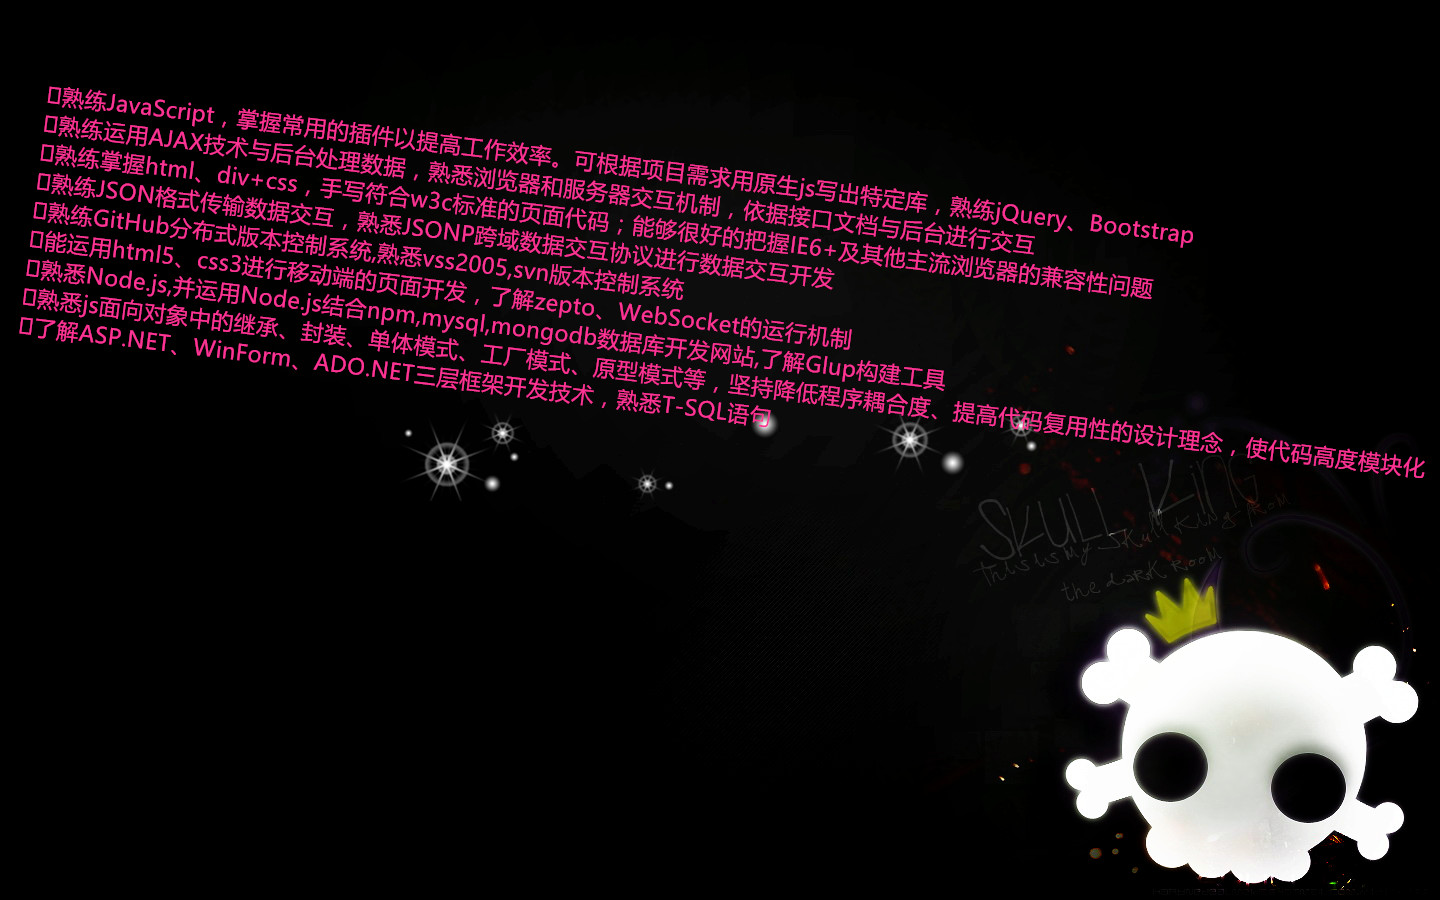 ▯熟练JavaScript，掌握常用的插件以提高工作效率。可根据项目需求用原生js写出特定库，熟练jQuery、Bootstrap
▯熟练运用AJAX技术与后台处理数据，熟悉浏览器和服务器交互机制，依据接口文档与后台进行交互
▯熟练掌握html、div+css，手写符合w3c标准的页面代码；能够很好的把握IE6+及其他主流浏览器的兼容性问题
▯熟练JSON格式传输数据交互，熟悉JSONP跨域数据交互协议进行数据交互开发
▯熟练GitHub分布式版本控制系统,熟悉vss2005,svn版本控制系统
▯能运用html5、css3进行移动端的页面开发，了解zepto、WebSocket的运行机制
▯熟悉Node.js,并运用Node.js结合npm,mysql,mongodb数据库开发网站,了解Glup构建工具
▯熟悉js面向对象中的继承、封装、单体模式、工厂模式、原型模式等，坚持降低程序耦合度、提高代码复用性的设计理念，使代码高度模块化
▯了解ASP.NET、WinForm、ADO.NET三层框架开发技术，熟悉T-SQL语句
SKULL KING
this is my skull king from
the dark room